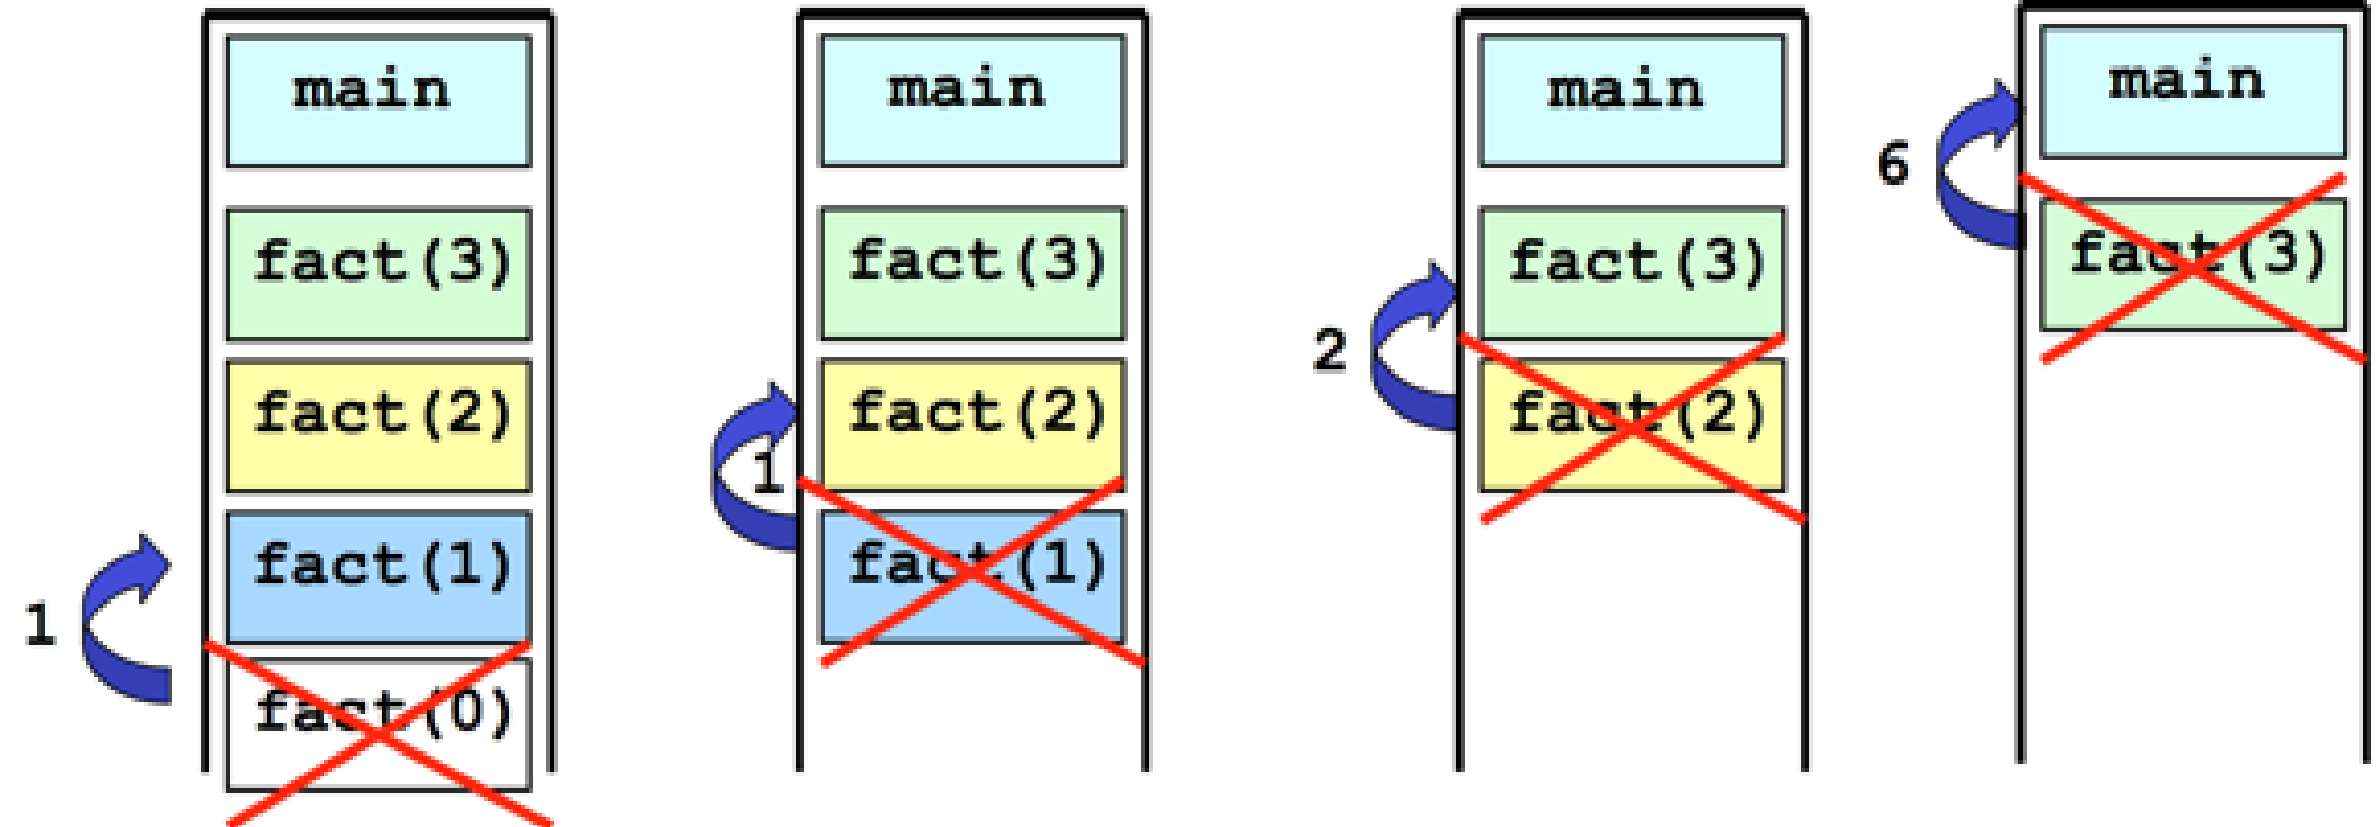 main
fact(3)
fact(2)
fact(1)
fact(0)
1
main
fact(3)
fact(2)
fact(1)
1
main
fact(3)
fact(2)
2
main
fact(3)
6